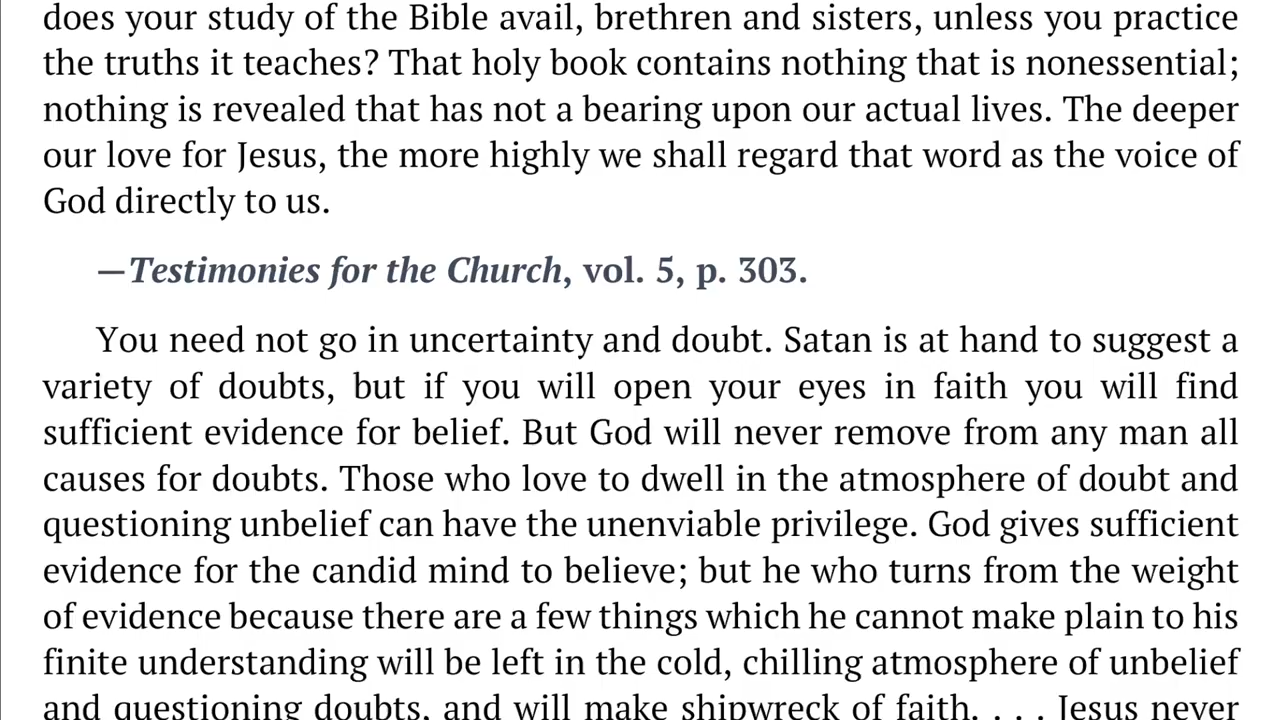 does your study of the Bible avail, brethren and sisters, unless you practice
the truths it teaches? That holy book contains nothing that is nonessential;
nothing is revealed that has not a bearing upon our actual lives. The deeper
our love for Jesus, the more highly we shall regard that word as the voice of
God directly to us.
—Testimonies for the Church, vol. 5, p. 303.
You need not go in uncertainty and doubt. Satan is at hand to suggest a
variety of doubts, but if you will open your eyes in faith you will find
sufficient evidence for belief. But God will never remove from any man all
causes for doubts. Those who love to dwell in the atmosphere of doubt and
questioning unbelief can have the unenviable privilege. God gives sufficient
evidence for the candid mind to believe; but he who turns from the weight
of evidence because there are a few things which he cannot make plain to his
finite understanding will be left in the cold, chilling atmosphere of unbelief
and questioning doubts, and will make shipwreck of faith. . . . Jesus never